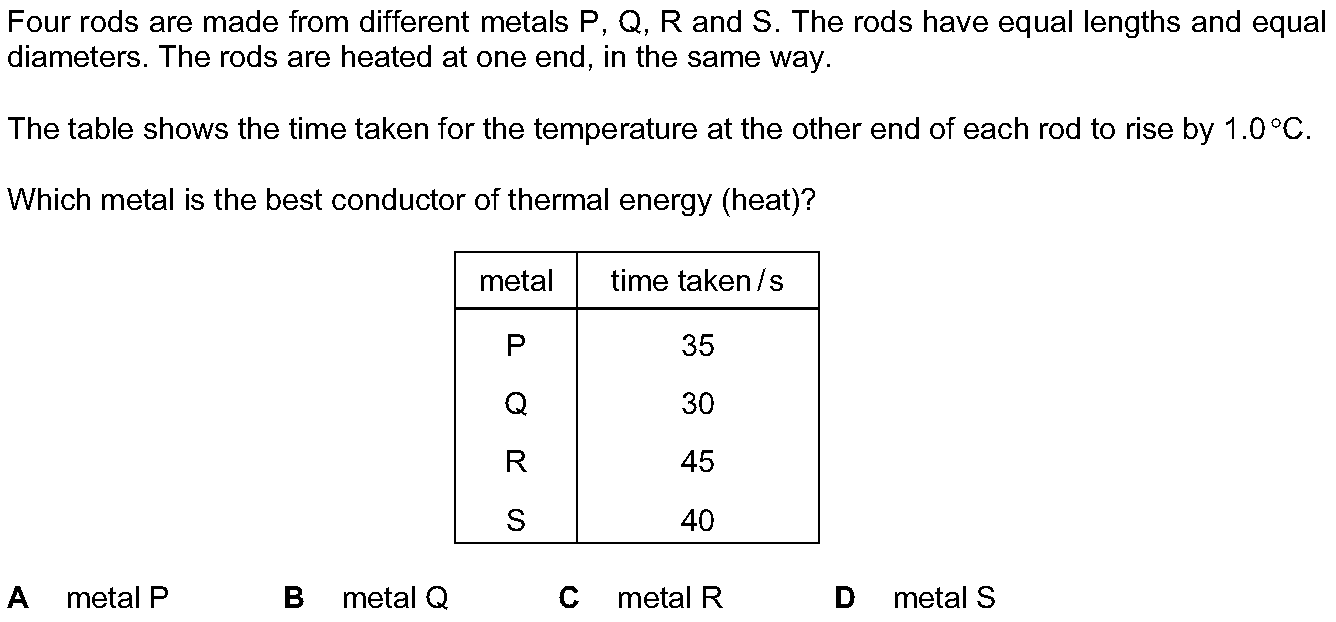 Four rods are made from different metals P, Q, R and S. The rods have equal lengths and equal
diameters. The rods are heated at one end, in the same way.
The table shows the time taken for the temperature at the other end of each rod to rise by 1.0 °C.
Which metal is the best conductor of thermal energy (heat)?
metal time taken / s
P 35
Q 30
R 45
S 40
A metal P B metal Q C metal R D metal S